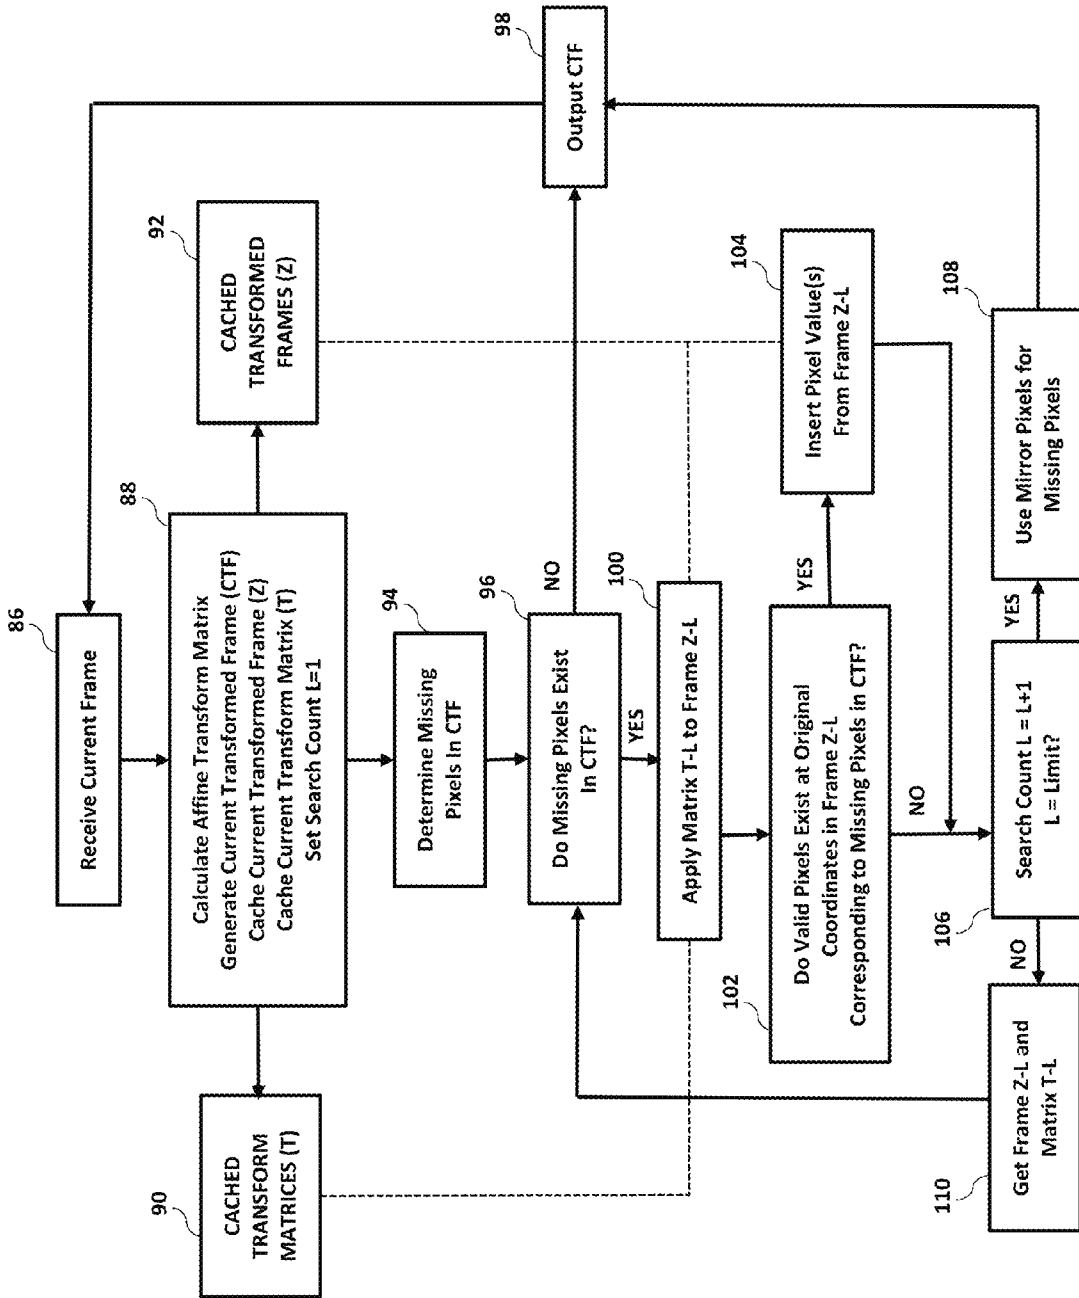 86
Receive Current Frame
88
Calculate Affine Transform Matrix
Generate Current Transformed Frame (CTF)
Cache Current Transformed Frame (Z)
Cache Current Transform Matrix (T)
Set Search Count L=1
90
CACHED
TRANSFORM
MATRICES (T)
92
CACHED
TRANSFORMED
FRAMES (Z)
94
Determine Missing
Pixels In CTF
96
Do Missing Pixels Exist
In CTF?
NO
YES
98
Output CTF
100
Apply Matrix T-L to Frame Z-L
102
Do Valid Pixels Exist at Original
Coordinates in Frame Z-L
Corresponding to Missing Pixels in CTF?
YES
NO
104
Insert Pixel Value(s)
From Frame Z-L
106
Search Count L = L+1
L = Limit?
YES
NO
108
Use Mirror Pixels for
Missing Pixels
110
Get Frame Z-L and
Matrix T-L